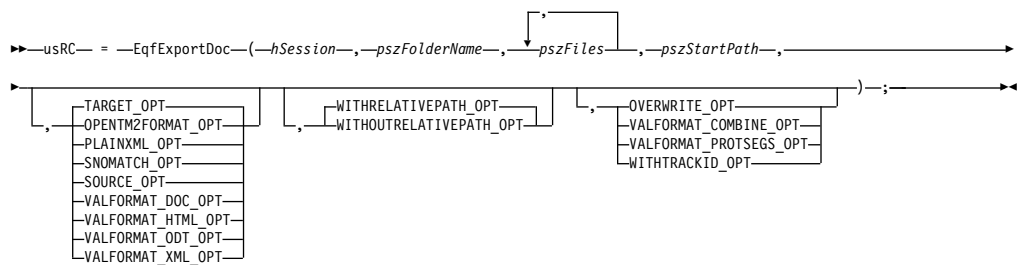 ,
usRC = EqfExportDoc ( hSession , pszFolderName , pszFiles , pszStartPath ,
) ;
, TARGET_OPT
OPENTM2FORMAT_OPT
PLAINXML_OPT
SNOMATCH_OPT
SOURCE_OPT
VALFORMAT_DOC_OPT
VALFORMAT_HTML_OPT
VALFORMAT_ODT_OPT
VALFORMAT_XML_OPT
, WITHRELATIVEPATH_OPT
WITHOUTRELATIVEPATH_OPT
, OVERWRITE_OPT
VALFORMAT_COMBINE_OPT
VALFORMAT_PROTSEGS_OPT
WITHTRACKID_OPT